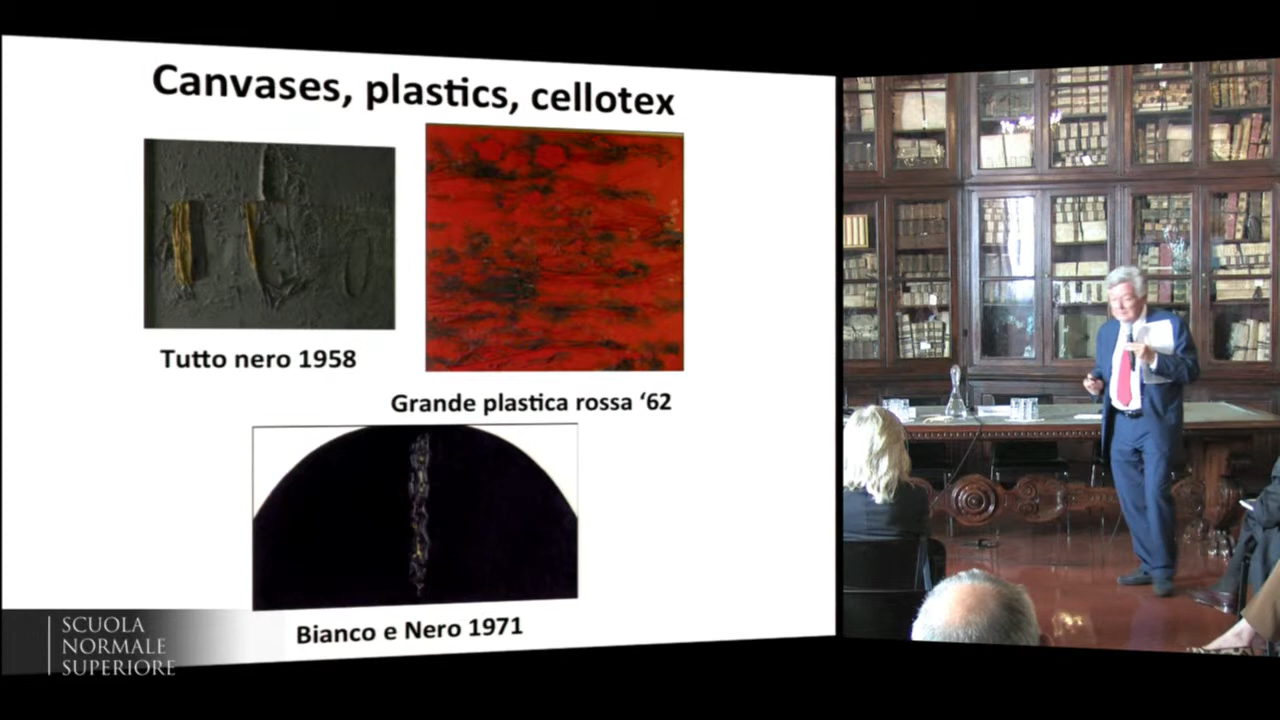 Canvases, plastics, cellotex
Tutto nero 1958
Grande plastica rossa ‘62
Bianco e Nero 1971
SCUOLA
NORMALE
SUPERIORE